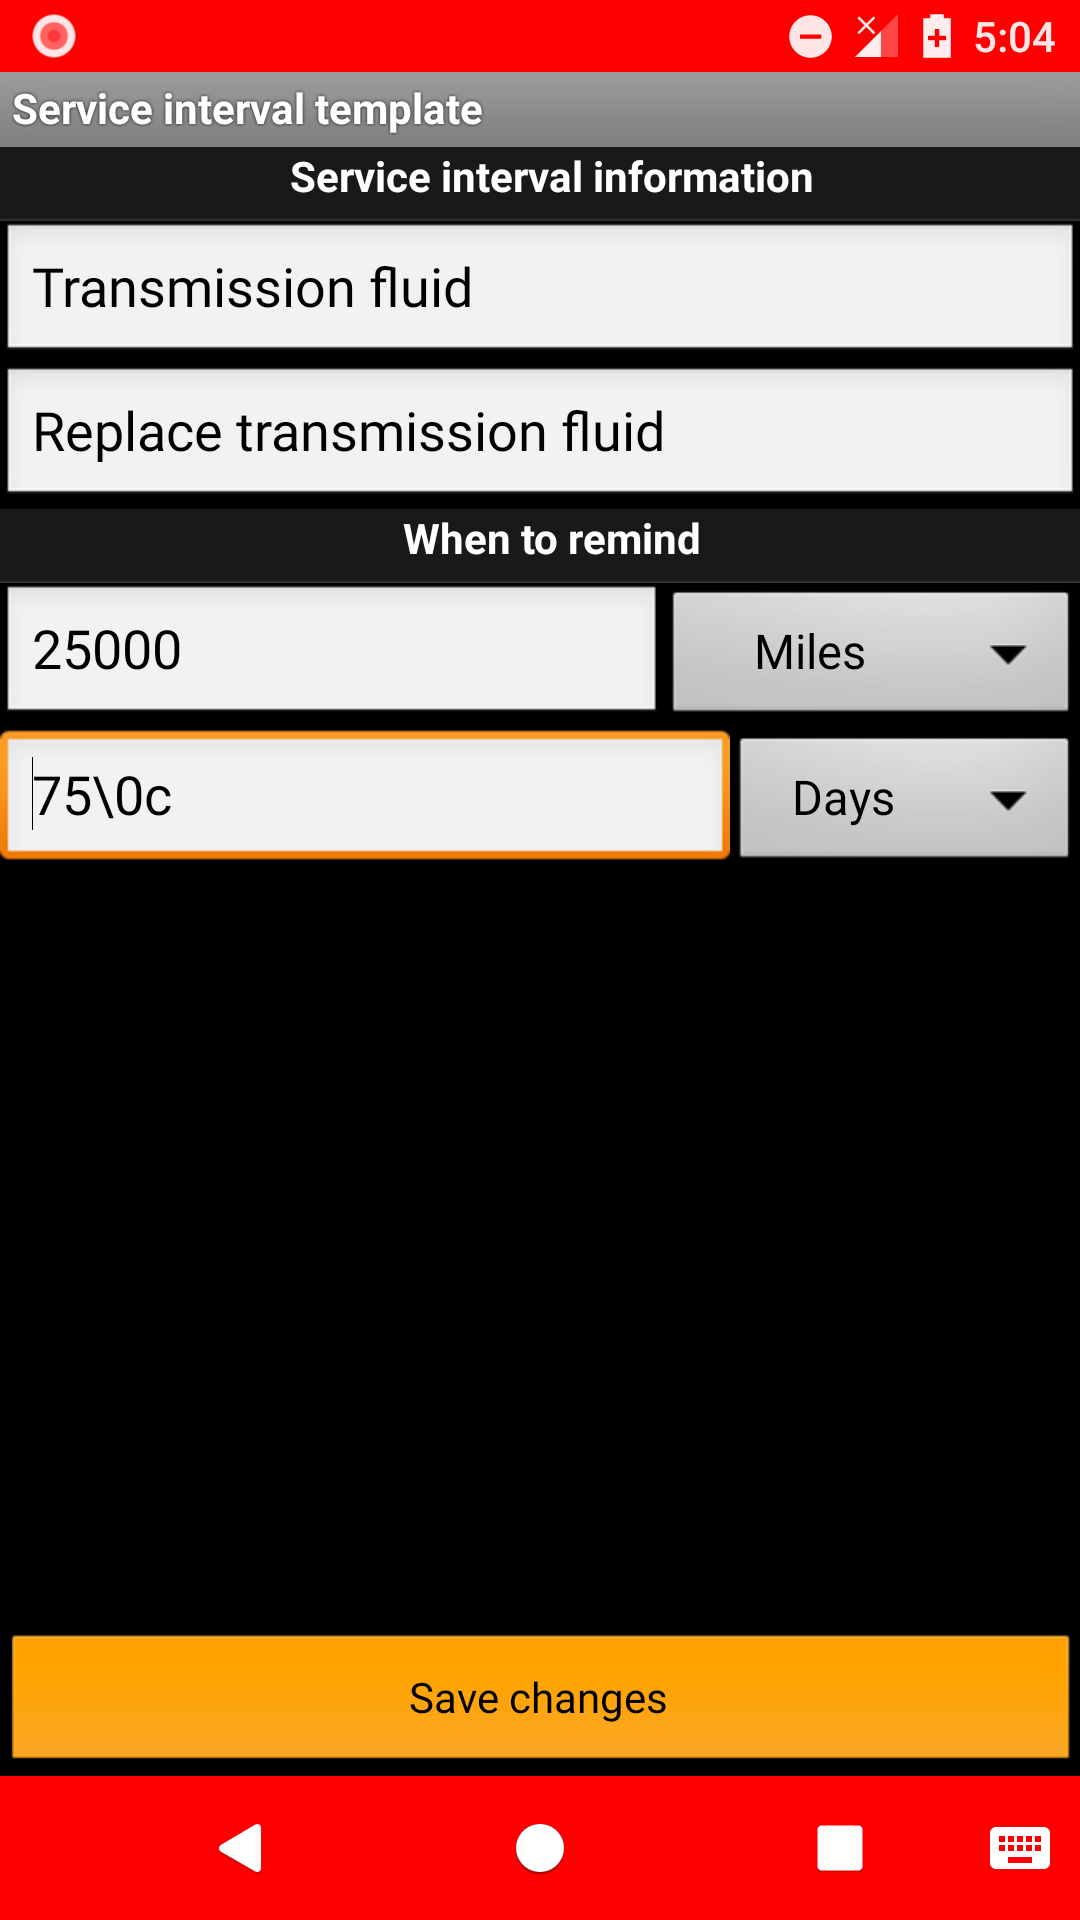 5:04
Service interval template
Service interval information
Transmission fluid
Replace transmission fluid
When to remind
25000
Miles
75\0c
Days
Save changes